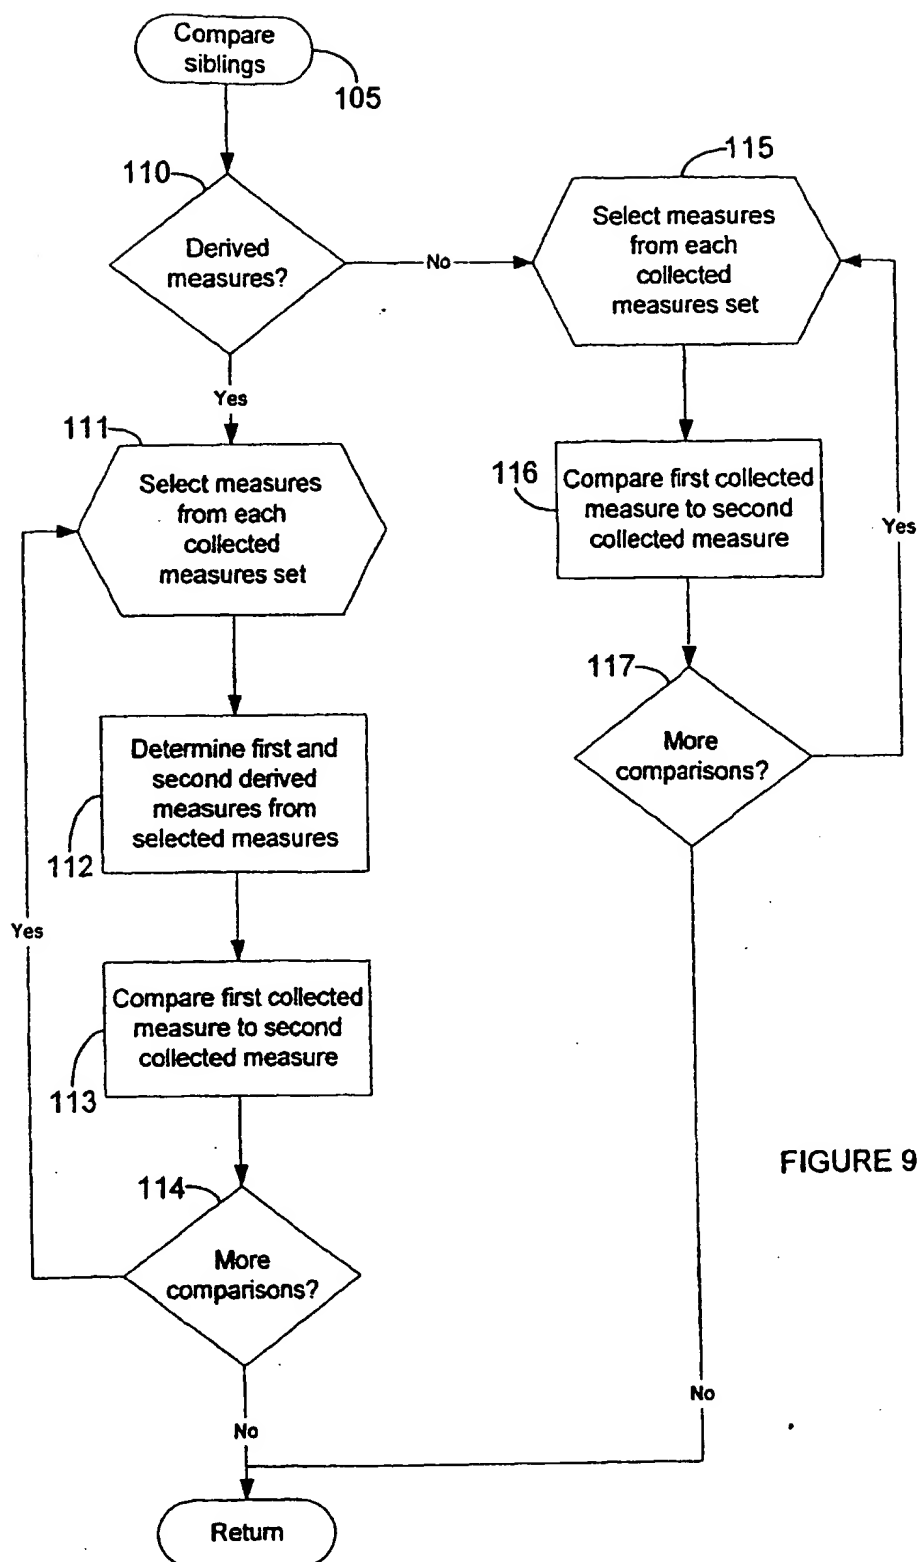 Compare
siblings
105
110
Derived
measures?
No
115
Select measures
from each
collected
measures set
Yes
111
Select measures
from each
collected
measures set
116
Compare first collected
measure to second
collected measure
Yes
117
More
comparisons?
Determine first and
second derived
measures from
selected measures
112
Yes
Compare first collected
measure to second
collected measure
113
FIGURE 9
114
More
comparisons?
No
No
Return